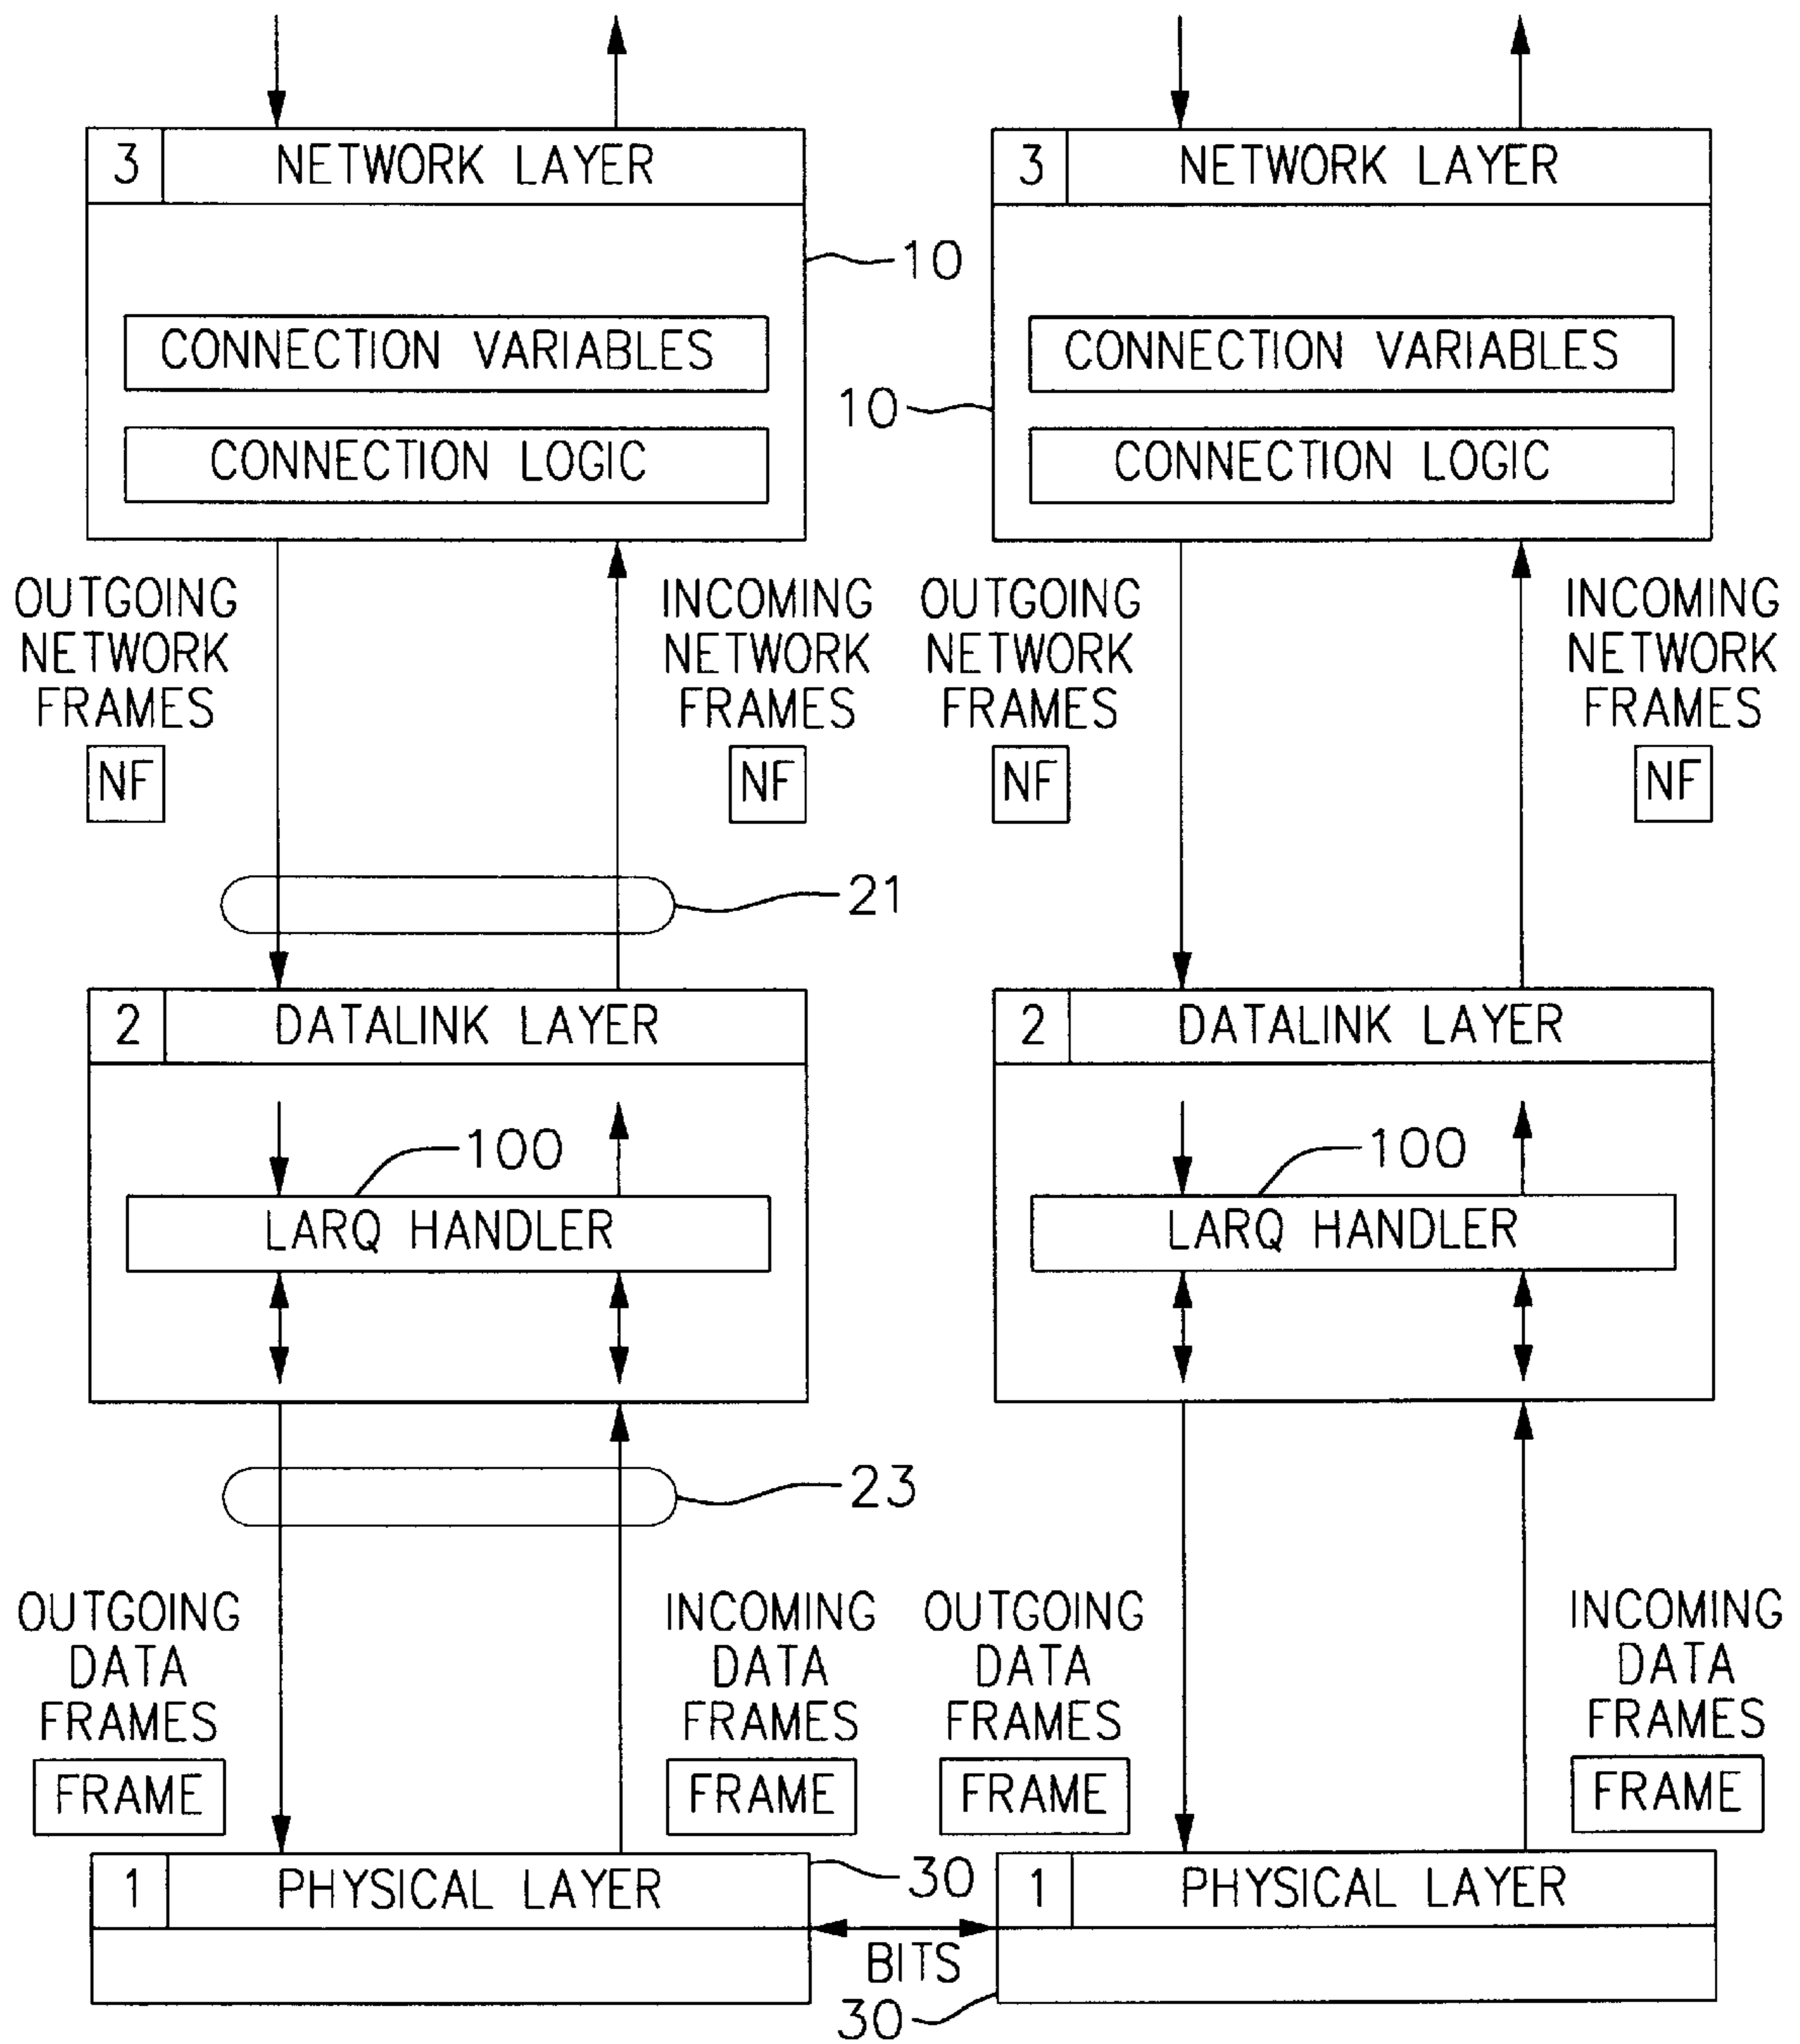 3 NETWORK LAYER
10
CONNECTION VARIABLES
CONNECTION LOGIC
3 NETWORK LAYER
CONNECTION VARIABLES
10
CONNECTION LOGIC
OUTGOING
NETWORK
FRAMES
NF
INCOMING
NETWORK
FRAMES
NF
OUTGOING
NETWORK
FRAMES
NF
INCOMING
NETWORK
FRAMES
NF
21
2 DATALINK LAYER
100
LARQ HANDLER
2 DATALINK LAYER
100
LARQ HANDLER
23
OUTGOING
DATA
FRAMES
FRAME
INCOMING
DATA
FRAMES
FRAME
OUTGOING
DATA
FRAMES
FRAME
INCOMING
DATA
FRAMES
FRAME
1 PHYSICAL LAYER
30
1 PHYSICAL LAYER
BITS
30